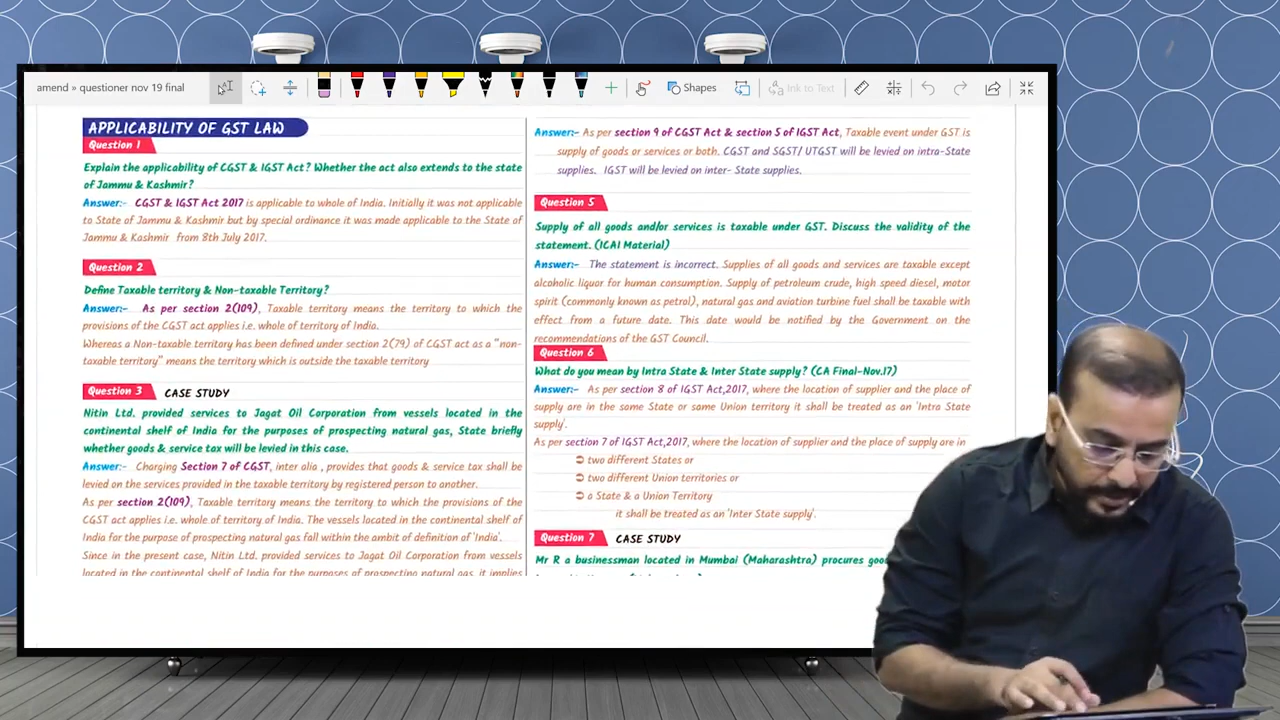 amend » questioner nov 19 final
Shapes
Ink to Text
APPLICABILITY OF GST LAW
Question 1
Explain the applicability of CGST & IGST Act? Whether the act also extends to the state
of Jammu & Kashmir?
Answer:- CGST & IGST Act 2017 is applicable to whole of India. Initially it was not applicable
to State of Jammu & Kashmir but by special ordinance it was made applicable to the State of
Jammu & Kashmir from 8th July 2017.
Question 2
Define Taxable territory & Non-taxable Territory?
Answer:- As per section 2(109), Taxable territory means the territory to which the
provisions of the CGST act applies i.e. whole of territory of India.
Whereas a Non-taxable territory has been defined under section 2(79) of CGST act as a “non-
taxable territory” means the territory which is outside the taxable territory
Question 3 CASE STUDY
Nitin Ltd. provided services to Jagat Oil Corporation from vessels located in the
continental shelf of India for the purposes of prospecting natural gas, State briefly
whether goods & service tax will be levied in this case.
Answer:- Charging Section 7 of CGST, inter alia , provides that goods & service tax shall be
levied on the services provided in the taxable territory by registered person to another.
As per section 2(109), Taxable territory means the territory to which the provisions of the
CGST act applies i.e. whole of territory of India. The vessels located in the continental shelf of
India for the purpose of prospecting natural gas fall within the ambit of definition of 'India'.
Since in the present case, Nitin Ltd. provided services to Jagat Oil Corporation from vessels
located in the continental shelf of India for the purposes of prospecting natural gas, it implies
Answer:- As per section 9 of CGST Act & section 5 of IGST Act, Taxable event under GST is
supply of goods or services or both. CGST and SGST/ UTGST will be levied on intra-State
supplies. IGST will be levied on inter- State supplies.
Question 5
Supply of all goods and/or services is taxable under GST. Discuss the validity of the
statement. (ICAI Material)
Answer:- The statement is incorrect. Supplies of all goods and services are taxable except
alcoholic liquor for human consumption. Supply of petroleum crude, high speed diesel, motor
spirit (commonly known as petrol), natural gas and aviation turbine fuel shall be taxable with
effect from a future date. This date would be notified by the Government on the
recommendations of the GST Council.
Question 6
What do you mean by Intra State & Inter State supply? (CA Final-Nov.17)
Answer:- As per section 8 of IGST Act,2017, where the location of supplier and the place of
supply are in the same State or same Union territory it shall be treated as an 'Intra State
supply'.
As per section 7 of IGST Act,2017, where the location of supplier and the place of supply are in
➲ two different States or
➲ two different Union territories or
➲ a State & a Union Territory
it shall be treated as an 'Inter State supply'.
Question 7 CASE STUDY
Mr R a businessman located in Mumbai (Maharashtra) procures